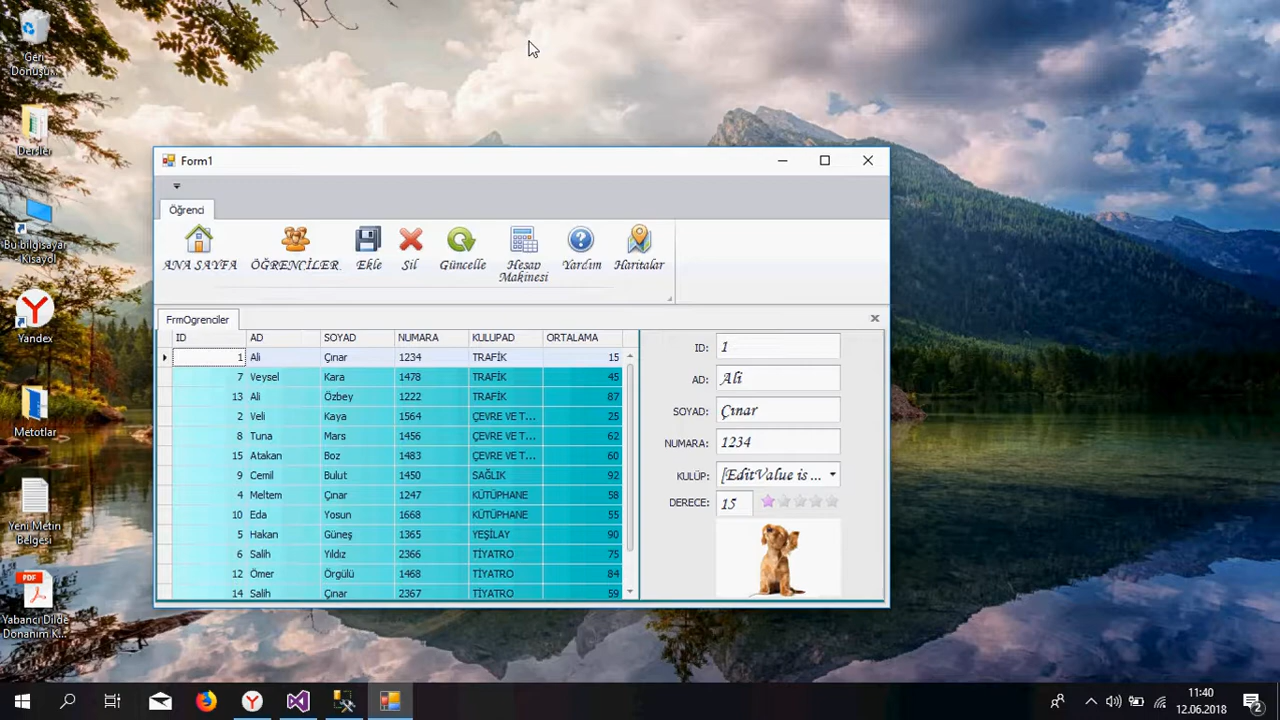 Geri
Dönüşü...
Dersler
Bu bilgisayar
- Kısayol
Yandex
Metotlar
Yeni Metin
Belgesi
PDF
Yabancı Dilde
Donanım K...
Form1
Öğrenci
ANA SAYFA
ÖĞRENCİLER
Ekle
Sil
Güncelle
Hesap
Makinesi
Yardım
Haritalar
FrmOgrenciler
ID AD SOYAD NUMARA KULUPAD ORTALAMA
1 Ali Çınar 1234 TRAFİK 15
7 Veysel Kara 1478 TRAFİK 45
13 Ali Özbey 1222 TRAFİK 87
2 Veli Kaya 1564 ÇEVRE VE T... 25
8 Tuna Mars 1456 ÇEVRE VE T... 62
15 Atakan Boz 1483 ÇEVRE VE T... 60
9 Cemil Bulut 1450 SAĞLIK 92
4 Meltem Çınar 1247 KÜTÜPHANE 58
10 Eda Yosun 1668 KÜTÜPHANE 55
5 Hakan Güneş 1365 YEŞİLAY 90
6 Salih Yıldız 2366 TİYATRO 75
12 Ömer Örgülü 1468 TİYATRO 84
14 Salih Çınar 2367 TİYATRO 59
ID: 1
AD: Ali
SOYAD: Çınar
NUMARA: 1234
KULÜP: [EditValue is ...
DERECE: 15
11:40
12.06.2018
2